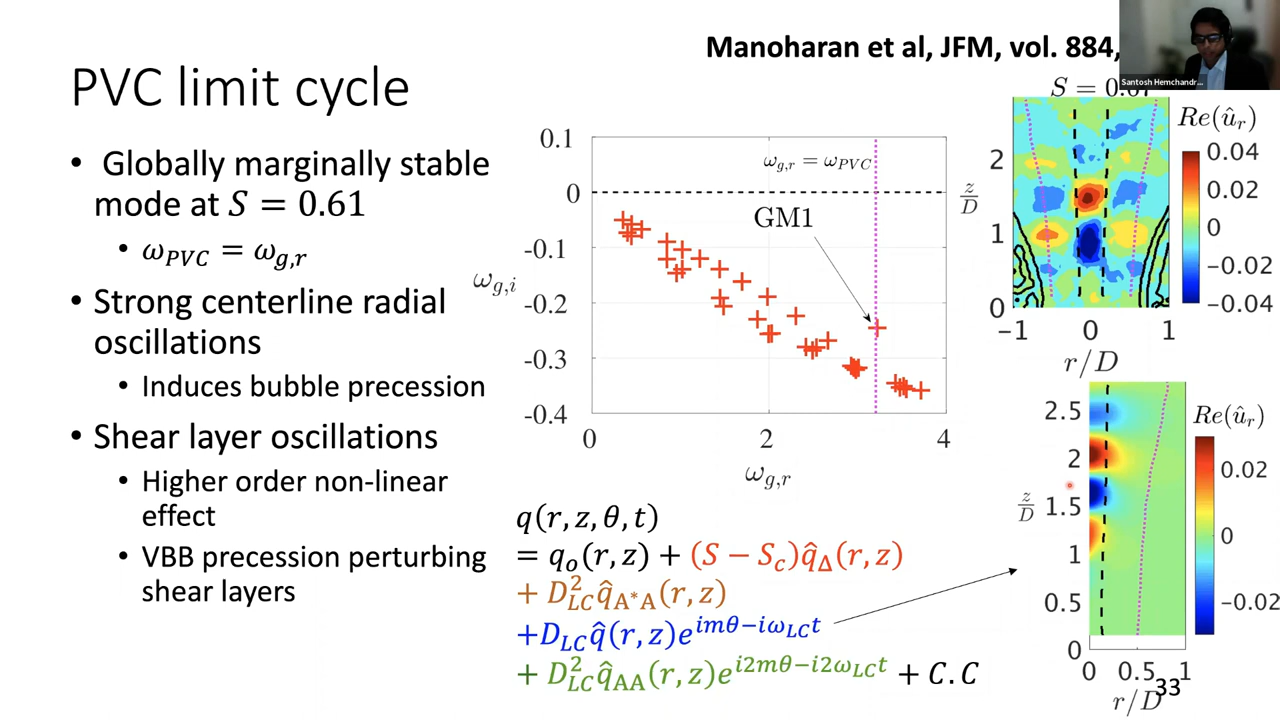 Manoharan et al, JFM, vol. 884,
Santosh Hemchandr...
PVC limit cycle
• Globally marginally stable
mode at S = 0.61
• ω_PVC = ω_g,r
• Strong centerline radial
oscillations
• Induces bubble precession
• Shear layer oscillations
• Higher order non-linear
effect
• VBB precession perturbing
shear layers
0.1
0
-0.1
-0.2
-0.3
-0.4
ω_g,i
ω_g,r = ω_PVC
GM1
0 2 4
ω_g,r
q(r, z, θ, t)
= q_o(r, z) + (S − S_c)q̂_Δ(r, z)
+ D_LC^2 q̂_A*A(r, z)
+D_LC q̂(r, z)e^{imθ−iω_LC t}
+ D_LC^2 q̂_AA(r, z)e^{i2mθ−i2ω_LC t} + C.C
z/D
2
1
0
−1 0 1
r/D
Re(û_r)
0.04
0.02
0
−0.02
−0.04
z/D
2.5
2
1.5
1
0.5
0
0 0.5 1
r/D
Re(û_r)
0.02
0
−0.02
33